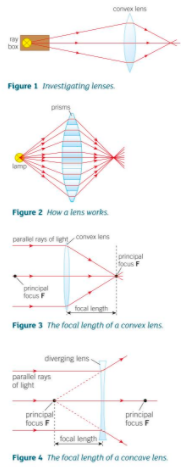 convex lens
ray
box
Figure 1 Investigating lenses.
prisms
lamp
Figure 2 How a lens works.
parallel rays of light
convex lens
principal
focus F
principal
focus F
focal length
Figure 3 The focal length of a convex lens.
diverging lens
parallel rays
of light
principal
focus F
principal
focus F
focal length
Figure 4 The focal length of a concave lens.